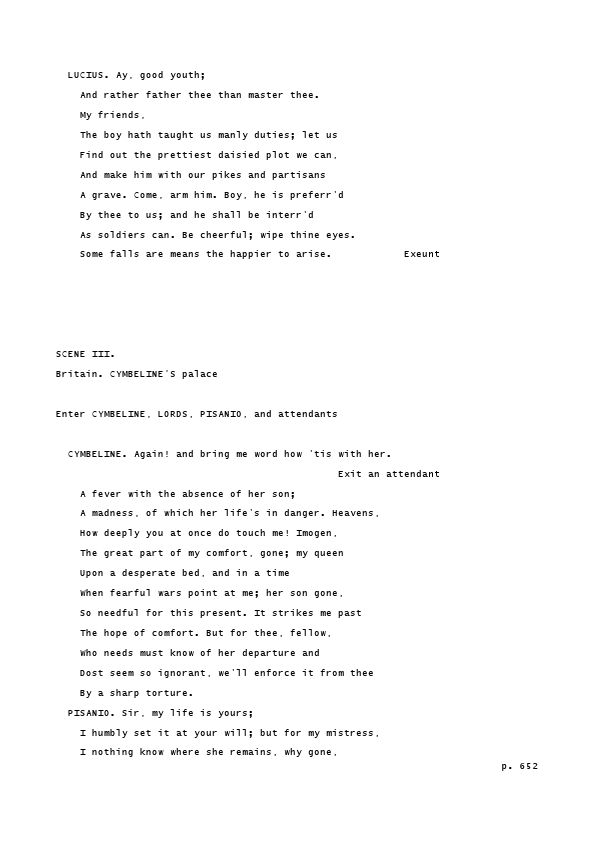 LUCIUS. Ay, good youth;
And rather father thee than master thee.
My friends,
The boy hath taught us manly duties; let us
Find out the prettiest daisied plot we can,
And make him with our pikes and partisans
A grave. Come, arm him. Boy, he is preferr'd
By thee to us; and he shall be interr'd
As soldiers can. Be cheerful; wipe thine eyes.
Some falls are means the happier to arise. Exeunt
SCENE III.
Britain. CYMBELINE'S palace
Enter CYMBELINE, LORDS, PISANIO, and attendants
CYMBELINE. Again! and bring me word how 'tis with her.
Exit an attendant
A fever with the absence of her son;
A madness, of which her life's in danger. Heavens,
How deeply you at once do touch me! Imogen,
The great part of my comfort, gone; my queen
Upon a desperate bed, and in a time
When fearful wars point at me; her son gone,
So needful for this present. It strikes me past
The hope of comfort. But for thee, fellow,
Who needs must know of her departure and
Dost seem so ignorant, we'll enforce it from thee
By a sharp torture.
PISANIO. Sir, my life is yours;
I humbly set it at your will; but for my mistress,
I nothing know where she remains, why gone,
p. 652